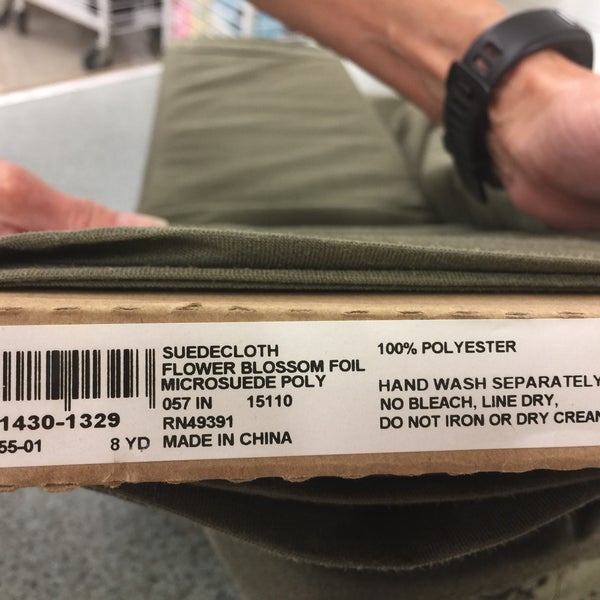 SUEDECLOTH
FLOWER BLOSSOM FOIL
MICROSUEDE POLY
057 IN 15110
RN49391
MADE IN CHINA
1430-1329
55-01 8 YD
100% POLYESTER
HAND WASH SEPARATELY
NO BLEACH, LINE DRY,
DO NOT IRON OR DRY CREAN